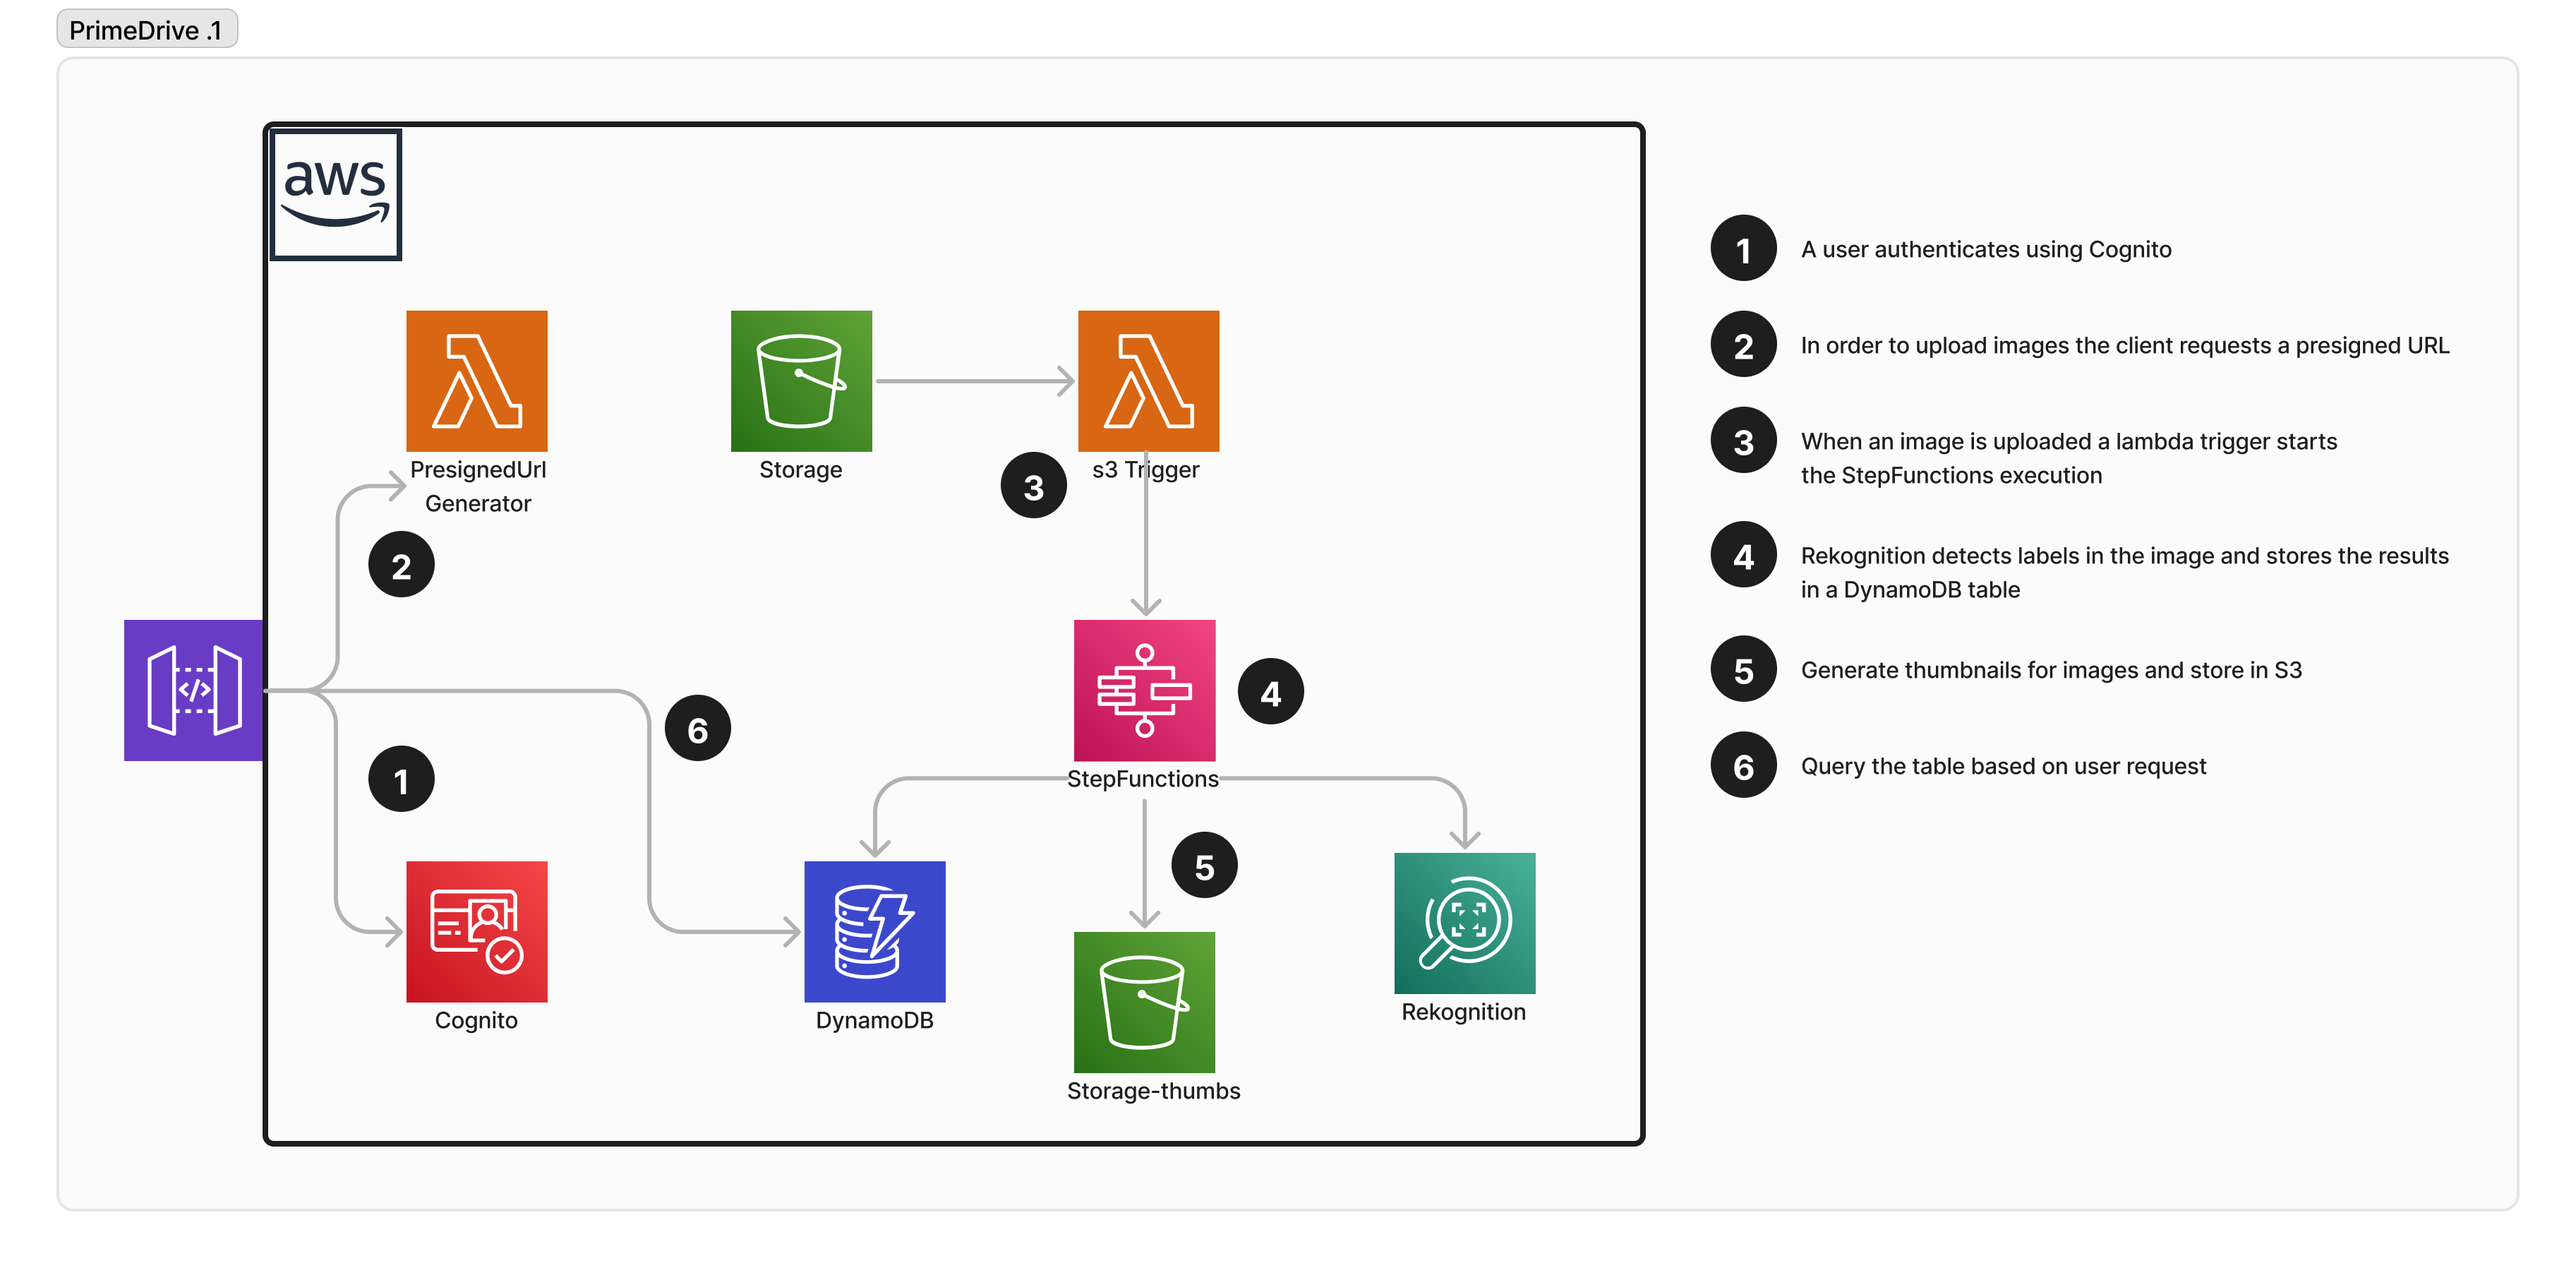 PrimeDrive .1
aws
PresignedUrl
Generator
Storage
s3 Trigger
3
2
</>
6
4
1
StepFunctions
5
Cognito
DynamoDB
Storage-thumbs
Rekognition
1 A user authenticates using Cognito
2 In order to upload images the client requests a presigned URL
3 When an image is uploaded a lambda trigger starts
the StepFunctions execution
4 Rekognition detects labels in the image and stores the results
in a DynamoDB table
5 Generate thumbnails for images and store in S3
6 Query the table based on user request